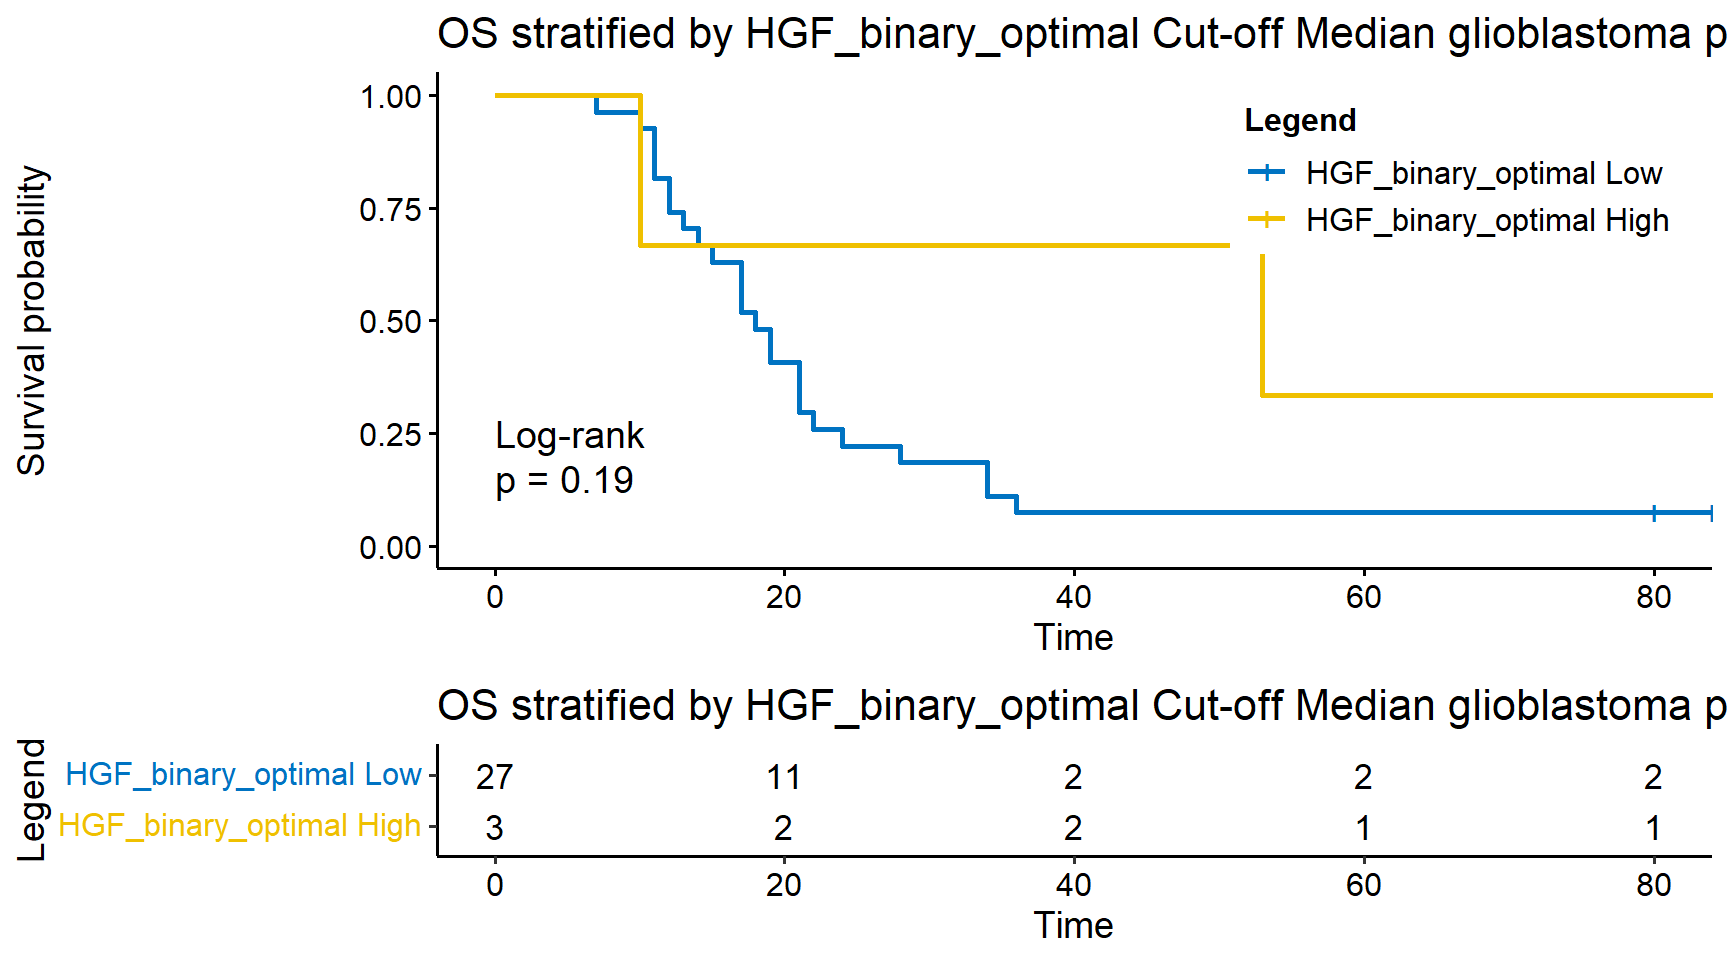 OS stratified by HGF_binary_optimal Cut-off Median glioblastoma p
Survival probability
1.00
0.75
0.50
0.25
0.00
Legend
HGF_binary_optimal Low
HGF_binary_optimal High
Log-rank
p = 0.19
0 20 40 60 80
Time
OS stratified by HGF_binary_optimal Cut-off Median glioblastoma p
Legend
HGF_binary_optimal Low 27 11 2 2 2
HGF_binary_optimal High 3 2 2 1 1
0 20 40 60 80
Time